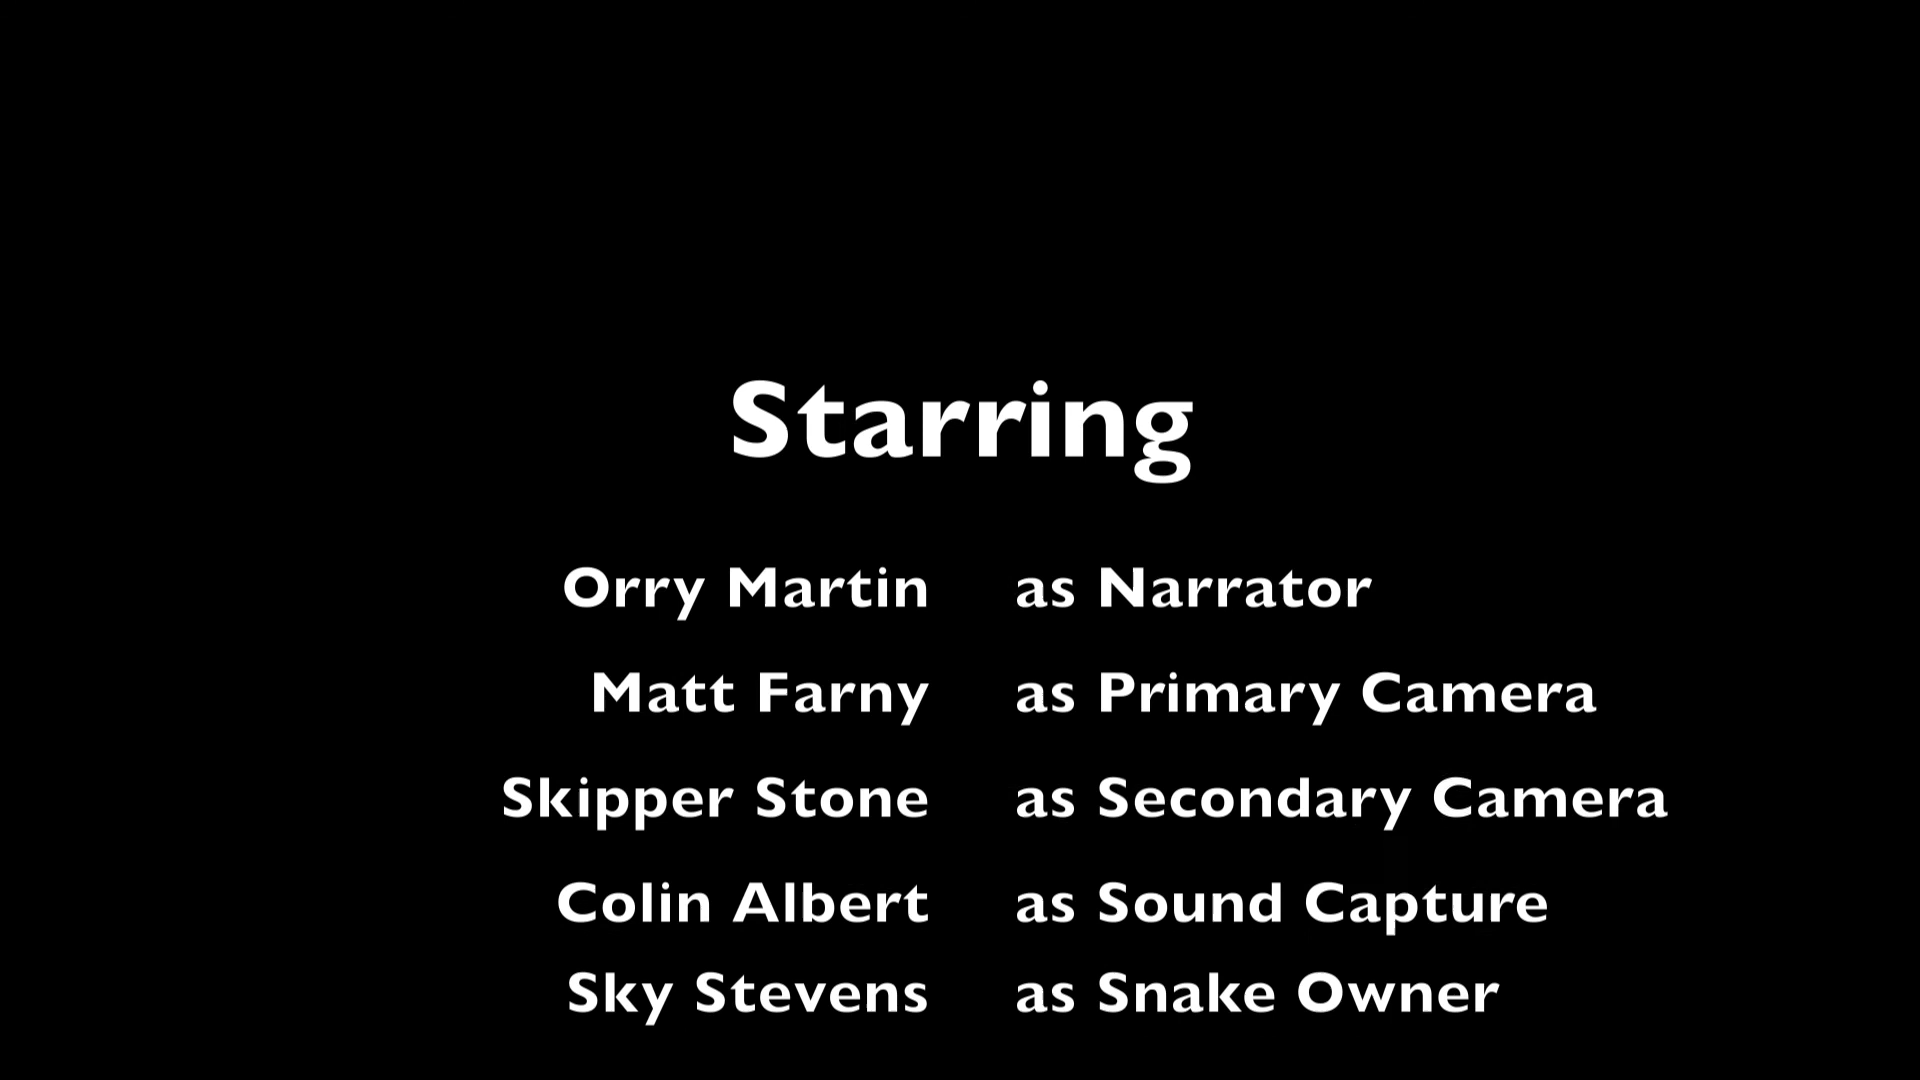 Starring
Orry Martin as Narrator
Matt Farny as Primary Camera
Skipper Stone as Secondary Camera
Colin Albert as Sound Capture
Sky Stevens as Snake Owner